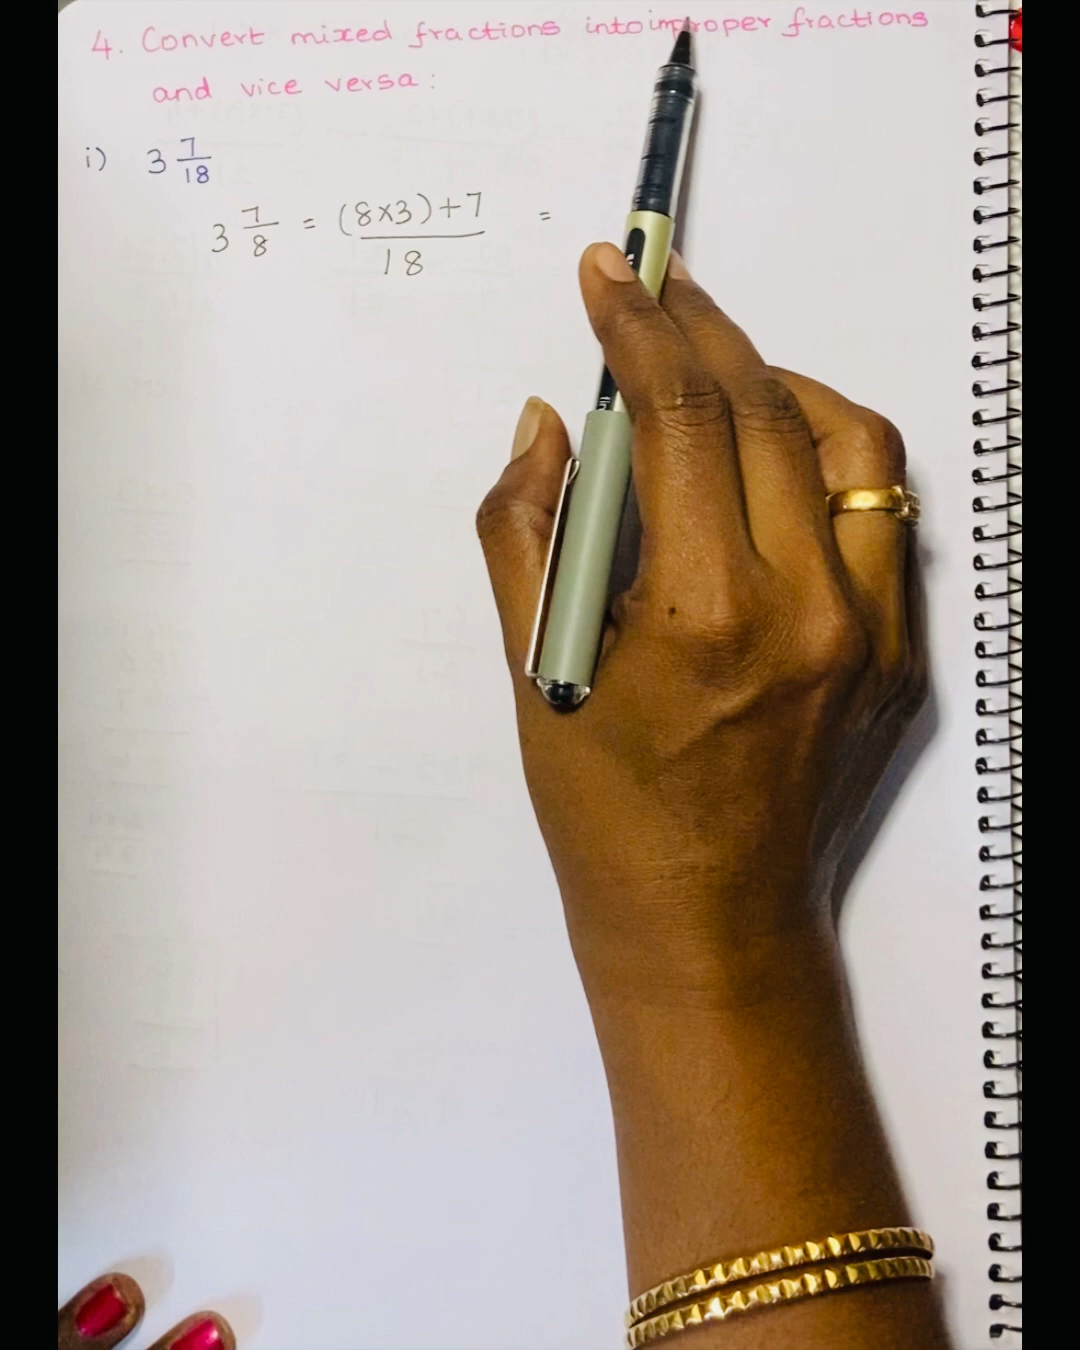 4. Convert mixed fractions into improper fractions
and vice versa:
i) 3 7/18
3 7/8 = (8×3)+7/18 =